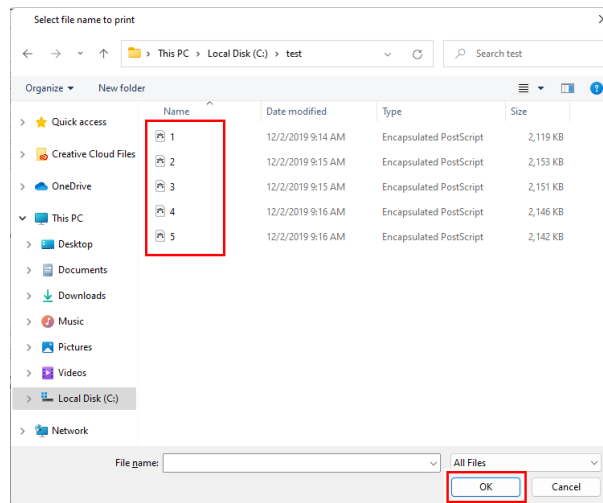 Select file name to print
This PC > Local Disk (C:) > test
Search test
Organize New folder
Name Date modified Type Size
Quick access
Creative Cloud Files
OneDrive
This PC
Desktop
Documents
Downloads
Music
Pictures
Videos
Local Disk (C:)
Network
1 12/2/2019 9:14 AM Encapsulated PostScript 2,119 KB
2 12/2/2019 9:15 AM Encapsulated PostScript 2,153 KB
3 12/2/2019 9:15 AM Encapsulated PostScript 2,151 KB
4 12/2/2019 9:16 AM Encapsulated PostScript 2,146 KB
5 12/2/2019 9:16 AM Encapsulated PostScript 2,142 KB
File name: All Files
OK Cancel